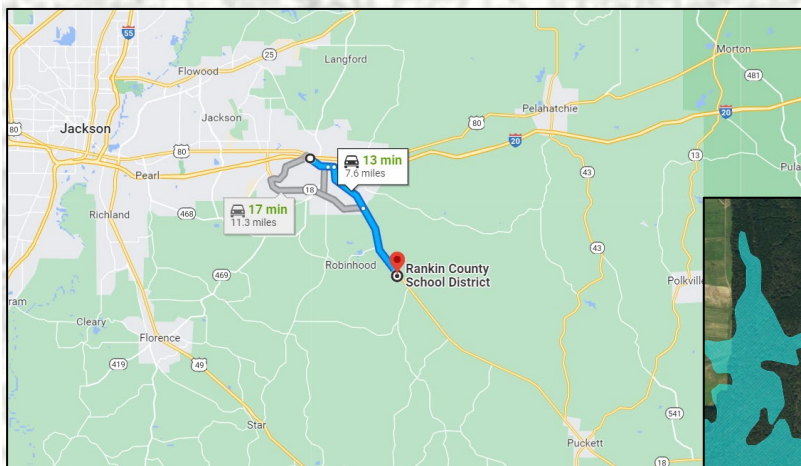 55
25
Langford
Morton
481
Flowood
Pelahatchie
20
Jackson
80
80
Jackson
80
20
13 min
7.6 miles
43
13
Pearl
18
Pula
17 min
11.3 miles
468
Richland
43
Robinhood
Rankin County
School District
469
Polkville
ram
Cleary
Florence
419
49
541
Star
Puckett
18